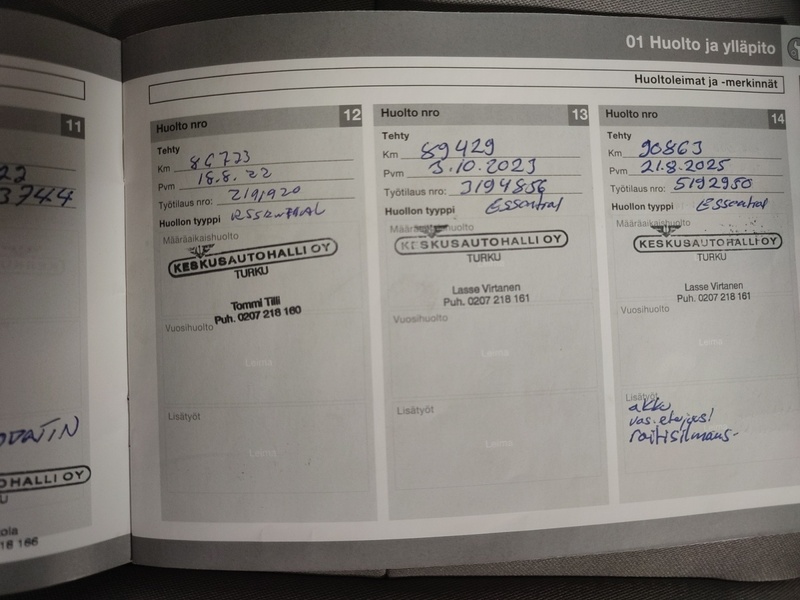 01 Huolto ja ylläpito
Huoltoleimat ja -merkinnät
11
22
3744
HALLI OY
U
18 166
Huolto nro 12
Tehty
Km 86773
Pvm 18.8.22
Työtilaus nro:
Huollon tyyppi ESSENTIAL
Määräaikaishuolto
KESKUSAUTOHALLI OY
TURKU
Tommi Tilli
Puh. 0207 218 160
Vuosihuolto
Leima
Lisätyöt
Leima
Huolto nro 13
Tehty
Km 89429
Pvm 3.10.2023
Työtilaus nro: 3194856
Huollon tyyppi Essential
Määräaikaishuolto
KESKUSAUTOHALLI OY
TURKU
Lasse Virtanen
Puh. 0207 218 161
Vuosihuolto
Leima
Lisätyöt
Leima
Huolto nro 14
Tehty
Km 90863
Pvm 21.8.2025
Työtilaus nro: 5192950
Huollon tyyppi Essential
Määräaikaishuolto
KESKUSAUTOHALLI OY
TURKU
Lasse Virtanen
Puh. 0207 218 161
Vuosihuolto
Leima
Lisätyöt
akku
vas.